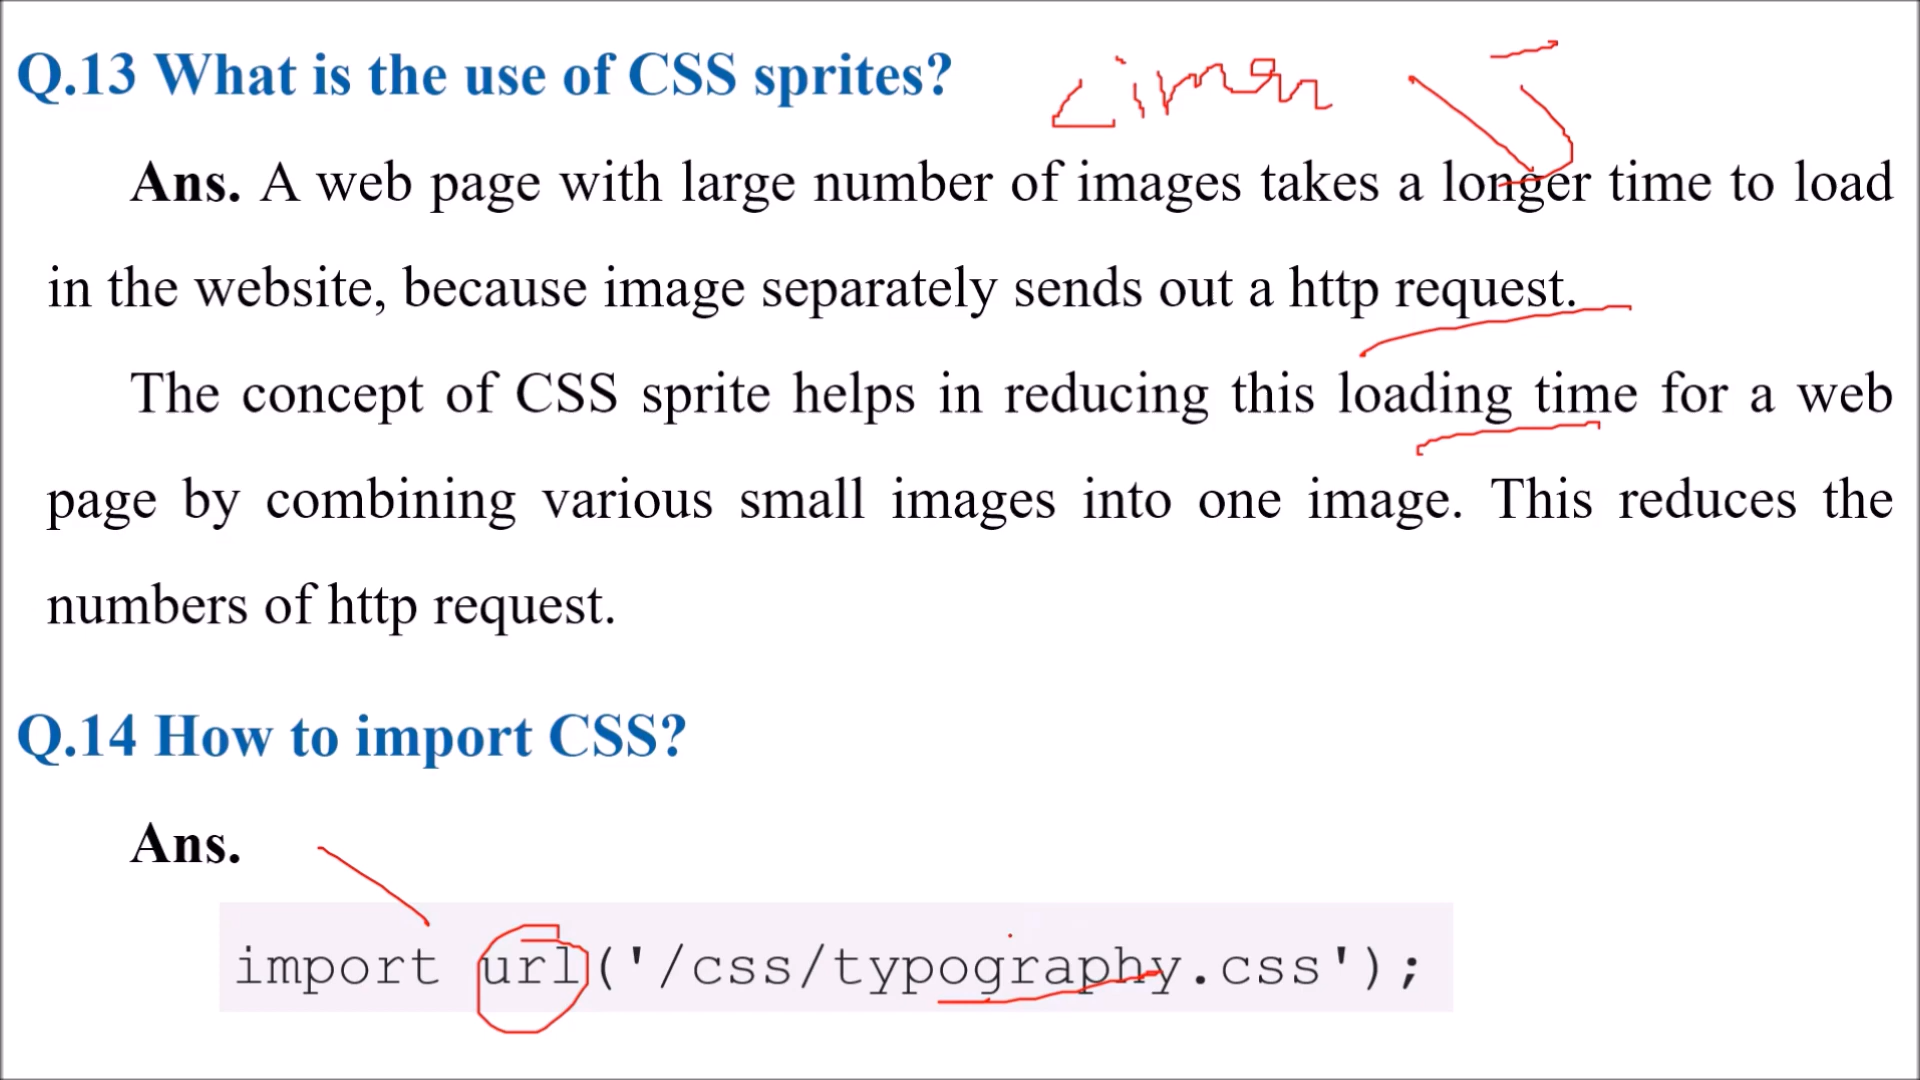 Q.13 What is the use of CSS sprites?
Ans. A web page with large number of images takes a longer time to load
in the website, because image separately sends out a http request.
The concept of CSS sprite helps in reducing this loading time for a web
page by combining various small images into one image. This reduces the
numbers of http request.
Q.14 How to import CSS?
Ans.
import url('/css/typography.css');